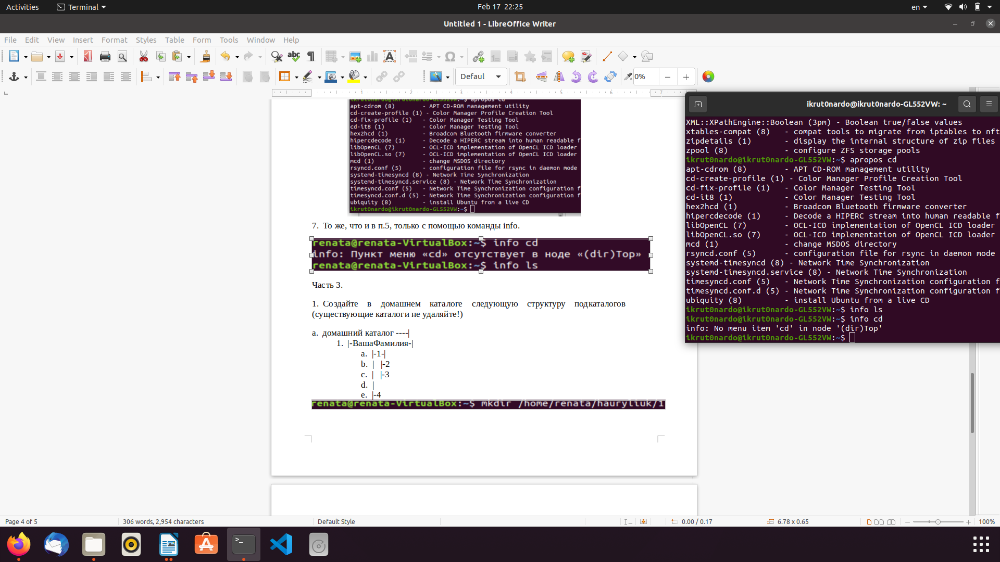 Activities
Terminal
Feb 17 22:25
en
Untitled 1 - LibreOffice Writer
File Edit View Insert Format Styles Table Form Tools Window Help
Defaul
0%
1 2 3 4 5 6 7
ikrut0nardo@ikrut0nardo-GL552VW:~$ apropos cd
apt-cdrom (8) - APT CD-ROM management utility
cd-create-profile (1) - Color Manager Profile Creation Tool
cd-fix-profile (1) - Color Manager Testing Tool
cd-it8 (1) - Color Manager Testing Tool
hex2hcd (1) - Broadcom Bluetooth firmware converter
hipercdecode (1) - Decode a HIPERC stream into human readable f
libOpenCL (7) - OCL-ICD implementation of OpenCL ICD loader
libOpenCL.so (7) - OCL-ICD implementation of OpenCL ICD loader
mcd (1) - change MSDOS directory
rsyncd.conf (5) - configuration file for rsync in daemon mode
systemd-timesyncd (8) - Network Time Synchronization
systemd-timesyncd.service (8) - Network Time Synchronization
timesyncd.conf (5) - Network Time Synchronization configuration f
timesyncd.conf.d (5) - Network Time Synchronization configuration f
ubiquity (8) - install Ubuntu from a live CD
ikrut0nardo@ikrut0nardo-GL552VW:~$
7. То же, что и в п.5, только с помощью команды info.
renata@renata-VirtualBox:~$ info cd
info: Пункт меню «cd» отсутствует в ноде «(dir)Top»
renata@renata-VirtualBox:~$ info ls
Часть 3.
1. Создайте в домашнем каталоге следующую структуру подкаталогов
(существующие каталоги не удаляйте!)
a. домашний каталог ----|
1. |-ВашаФамилия-|
a. |-1-|
b. | |-2
c. | |-3
d. |
e. |-4
renata@renata-VirtualBox:~$ mkdir /home/renata/hauryliuk/1
ikrut0nardo@ikrut0nardo-GL552VW: ~
XML::XPathEngine::Boolean (3pm) - Boolean true/false values
xtables-compat (8) - compat tools to migrate from iptables to nft
zipdetails (1) - display the internal structure of zip files
zpool (8) - configure ZFS storage pools
ikrut0nardo@ikrut0nardo-GL552VW:~$ apropos cd
apt-cdrom (8) - APT CD-ROM management utility
cd-create-profile (1) - Color Manager Profile Creation Tool
cd-fix-profile (1) - Color Manager Testing Tool
cd-it8 (1) - Color Manager Testing Tool
hex2hcd (1) - Broadcom Bluetooth firmware converter
hipercdecode (1) - Decode a HIPERC stream into human readable f
libOpenCL (7) - OCL-ICD implementation of OpenCL ICD loader
libOpenCL.so (7) - OCL-ICD implementation of OpenCL ICD loader
mcd (1) - change MSDOS directory
rsyncd.conf (5) - configuration file for rsync in daemon mode
systemd-timesyncd (8) - Network Time Synchronization
systemd-timesyncd.service (8) - Network Time Synchronization
timesyncd.conf (5) - Network Time Synchronization configuration f
timesyncd.conf.d (5) - Network Time Synchronization configuration f
ubiquity (8) - install Ubuntu from a live CD
ikrut0nardo@ikrut0nardo-GL552VW:~$ info ls
ikrut0nardo@ikrut0nardo-GL552VW:~$ info cd
info: No menu item 'cd' in node '(dir)Top'
ikrut0nardo@ikrut0nardo-GL552VW:~$
Page 4 of 5
306 words, 2,954 characters
Default Style
0.00 / 0.17
6.78 x 0.65
100%